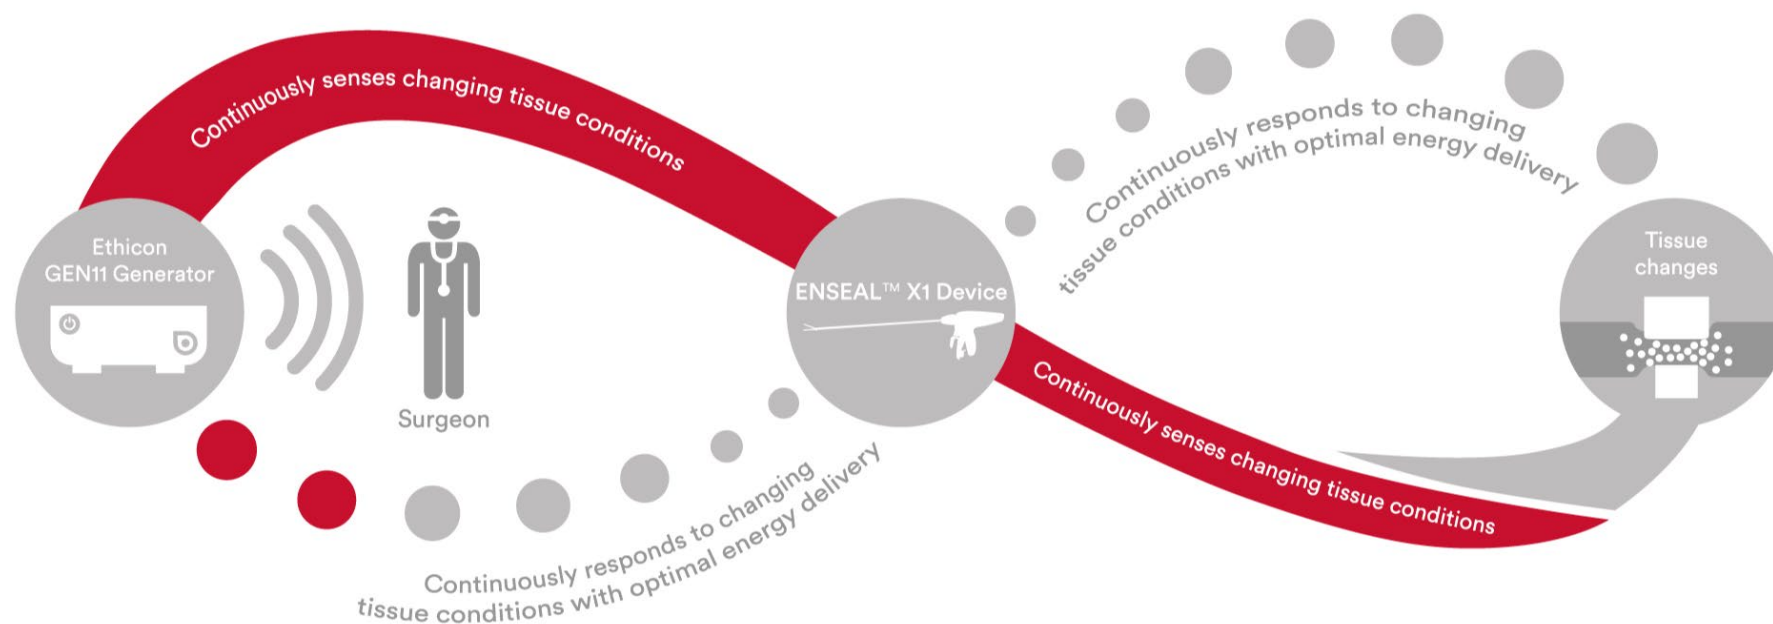 Continuously senses changing tissue conditions
Continuously responds to changing
tissue conditions with optimal energy delivery
Ethicon
GEN11 Generator
Surgeon
ENSEAL™ X1 Device
Tissue
changes
Continuously senses changing tissue conditions
Continuously responds to changing
tissue conditions with optimal energy delivery